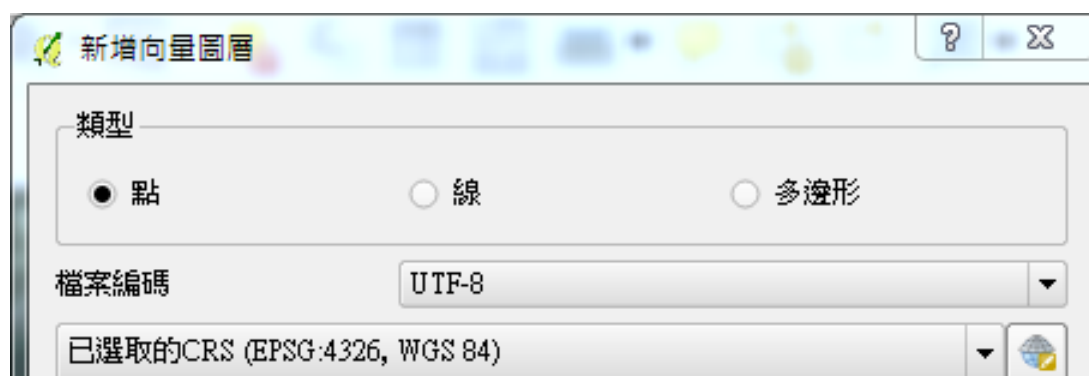 新增向量圖層
類型
點 線 多邊形
檔案編碼 UTF-8
已選取的CRS (EPSG:4326, WGS 84)